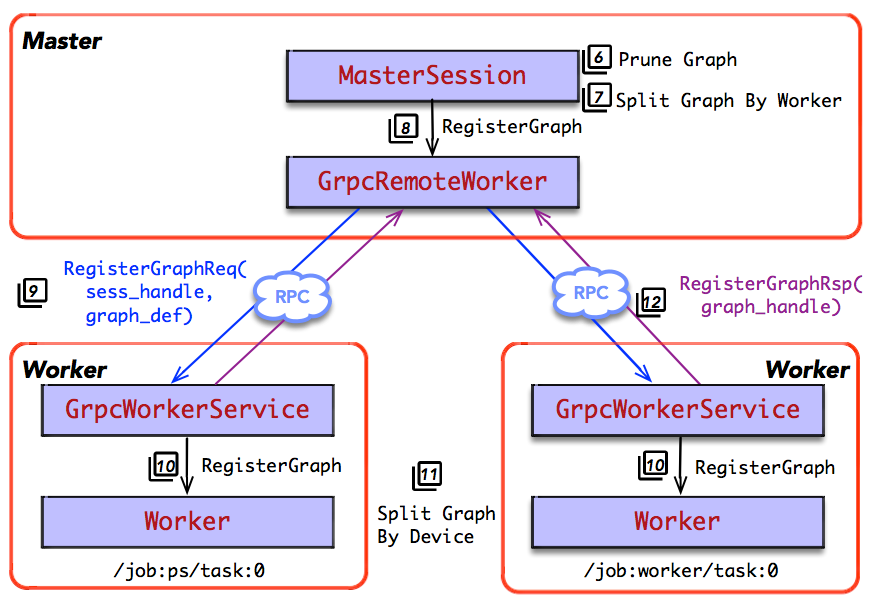 Master
MasterSession
6 Prune Graph
7 Split Graph By Worker
8 RegisterGraph
GrpcRemoteWorker
9 RegisterGraphReq(
sess_handle,
graph_def)
RPC
RPC
12 RegisterGraphRsp(
graph_handle)
Worker
GrpcWorkerService
10 RegisterGraph
Worker
/job:ps/task:0
11
Split Graph
By Device
Worker
GrpcWorkerService
10 RegisterGraph
Worker
/job:worker/task:0